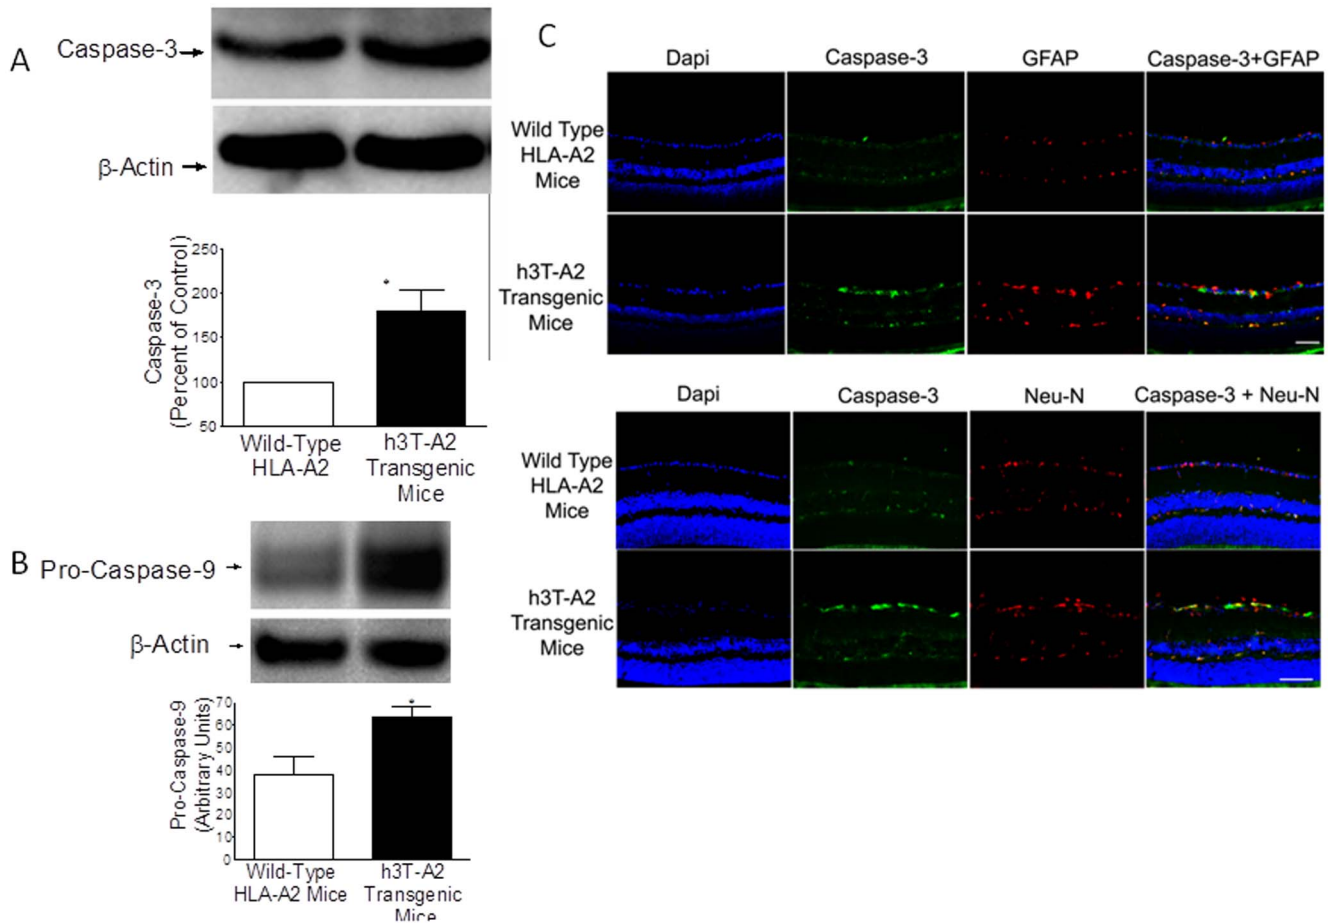 A
Caspase-3
β-Actin
Caspase-3
(Percent of Control)
250
200
150
100
50
*
Wild-Type
HLA-A2
h3T-A2
Transgenic
Mice
B
Pro-Caspase-9
β-Actin
Pro-Caspase-9
(Arbitrary Units)
70
60
50
40
30
20
10
0
*
Wild-Type
HLA-A2 Mice
h3T-A2
Transgenic
Mice
C
Dapi Caspase-3 GFAP Caspase-3+GFAP
Wild Type
HLA-A2
Mice
h3T-A2
Transgenic
Mice
Dapi Caspase-3 Neu-N Caspase-3 + Neu-N
Wild Type
HLA-A2
Mice
h3T-A2
Transgenic
Mice